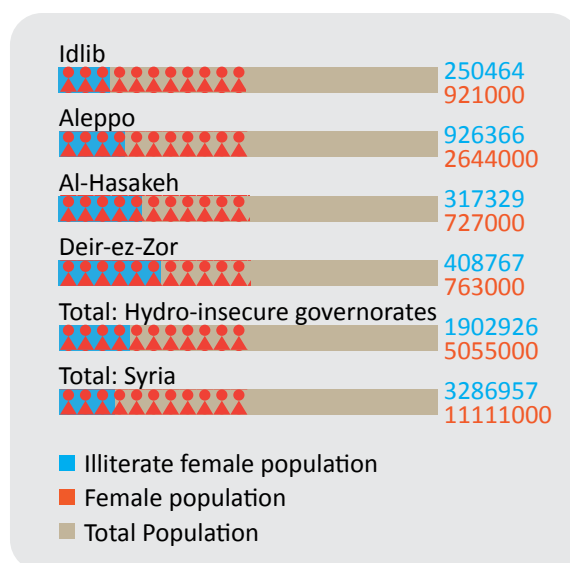 Idlib
250464
921000
Aleppo
926366
2644000
Al-Hasakeh
317329
727000
Deir-ez-Zor
408767
763000
Total: Hydro-insecure governorates
1902926
5055000
Total: Syria
3286957
11111000
Illiterate female population
Female population
Total Population